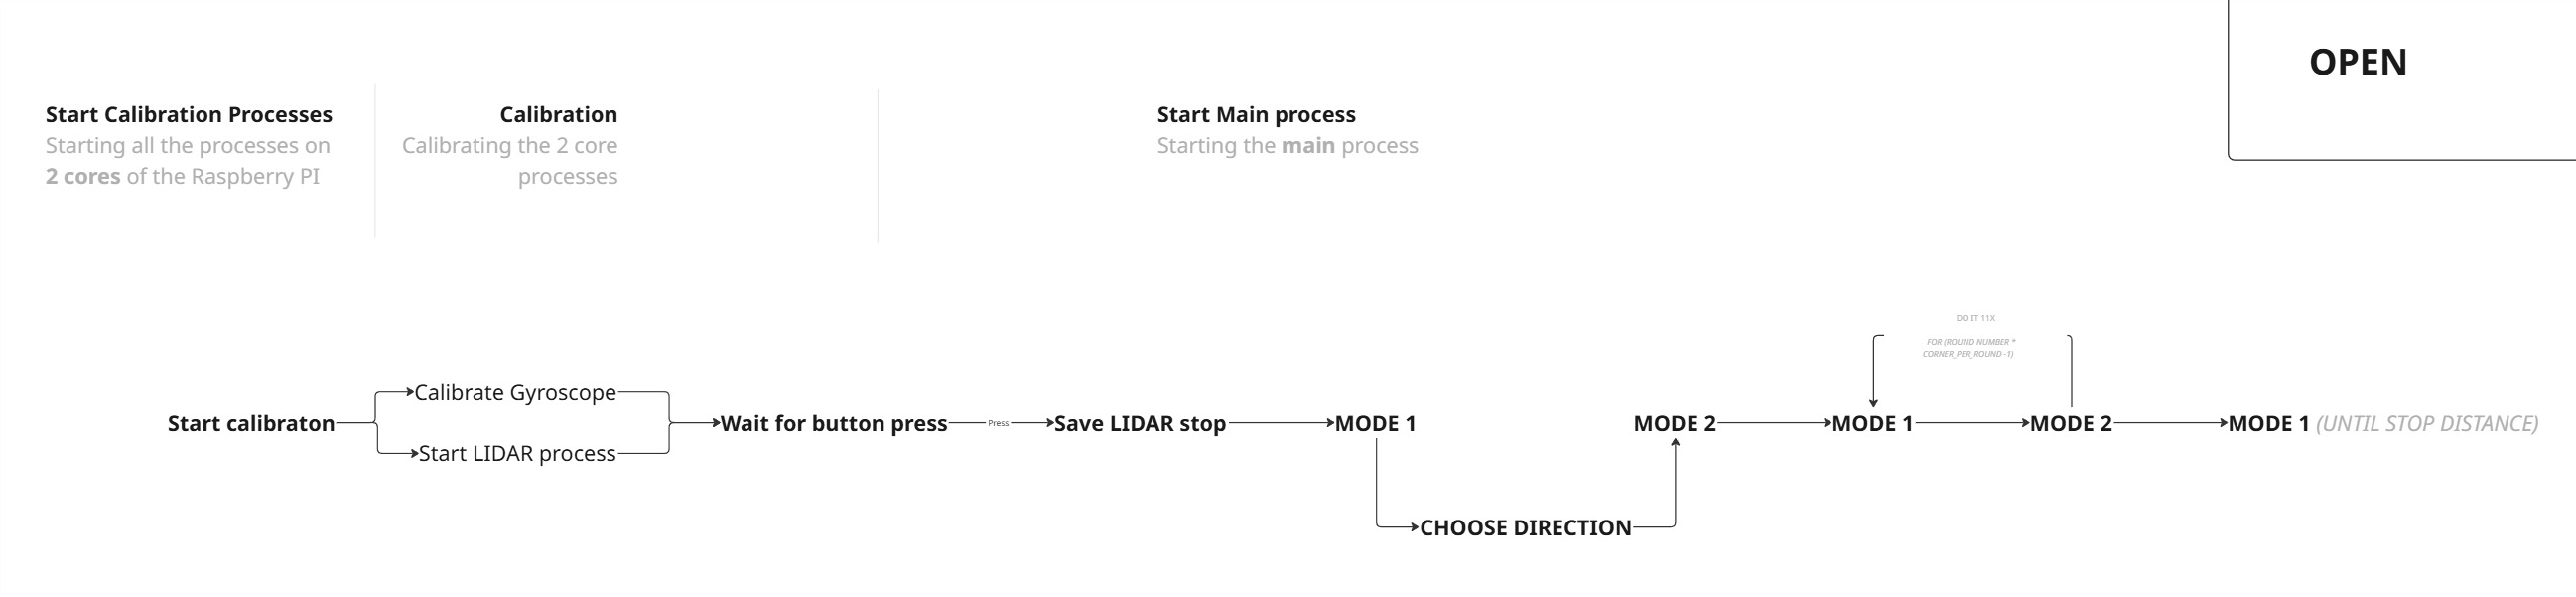 OPEN
Start Calibration Processes
Starting all the processes on
2 cores of the Raspberry PI
Calibration
Calibrating the 2 core
processes
Start Main process
Starting the main process
DO IT 11X
FOR (ROUND NUMBER *
CORNER_PER_ROUND -1)
Start calibraton
Calibrate Gyroscope
Start LIDAR process
Wait for button press
Press
Save LIDAR stop
MODE 1
CHOOSE DIRECTION
MODE 2
MODE 1
MODE 2
MODE 1 (UNTIL STOP DISTANCE)